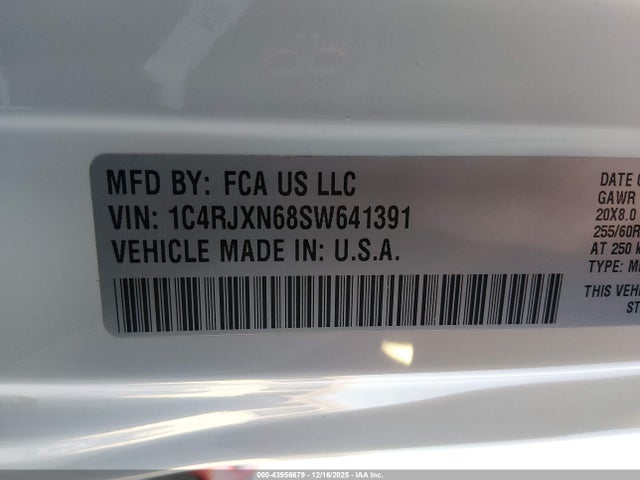 MFD BY: FCA US LLC
VIN: 1C4RJXN68SW641391
VEHICLE MADE IN: U.S.A.
DATE O
GAWR
20X8.0
255/60R
AT 250 k
TYPE: M
THIS VEHI
ST
000-43956679 | 12/16/2025 | IAA Inc.